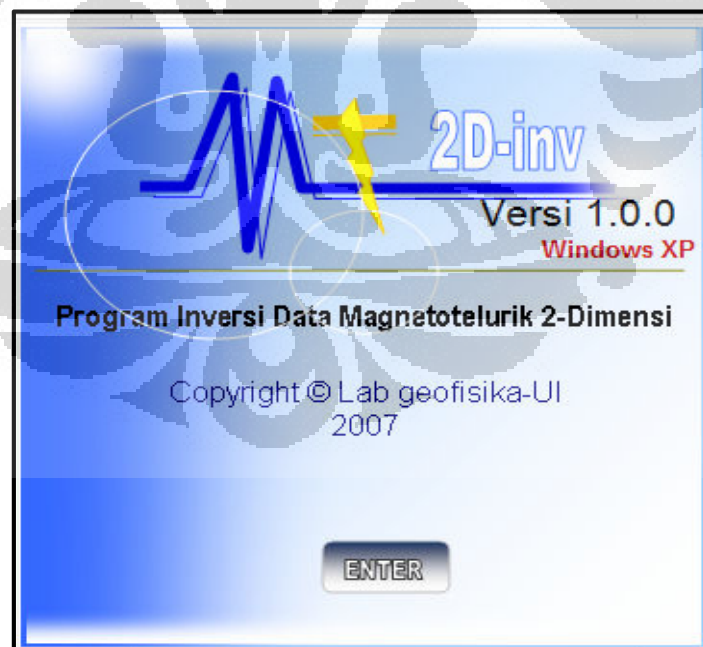 2D-inv
Versi 1.0.0
Windows XP
Program Inversi Data Magnetotelurik 2-Dimensi
Copyright © Lab geofisika-UI
2007
ENTER